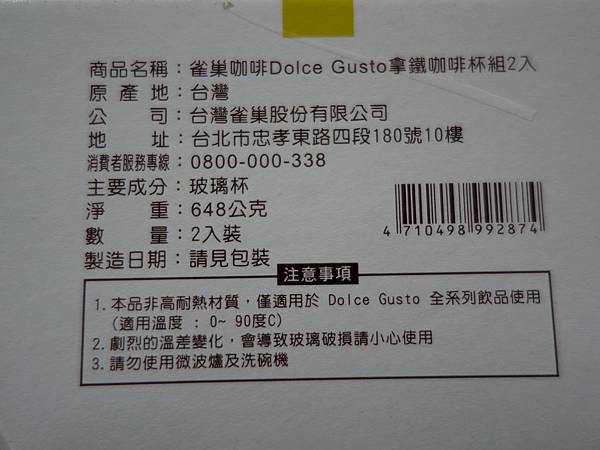 商品名稱：雀巢咖啡Dolce Gusto拿鐵咖啡杯組2入
原產地：台灣
公司：台灣雀巢股份有限公司
地址：台北市忠孝東路四段180號10樓
消費者服務專線：0800-000-338
主要成分：玻璃杯
淨重：648公克
數量：2入裝
製造日期：請見包裝
4 710498 992874
注意事項
1.本品非高耐熱材質，僅適用於 Dolce Gusto 全系列飲品使用
(適用溫度 : 0~ 90度C)
2.劇烈的溫差變化，會導致玻璃破損請小心使用
3.請勿使用微波爐及洗碗機